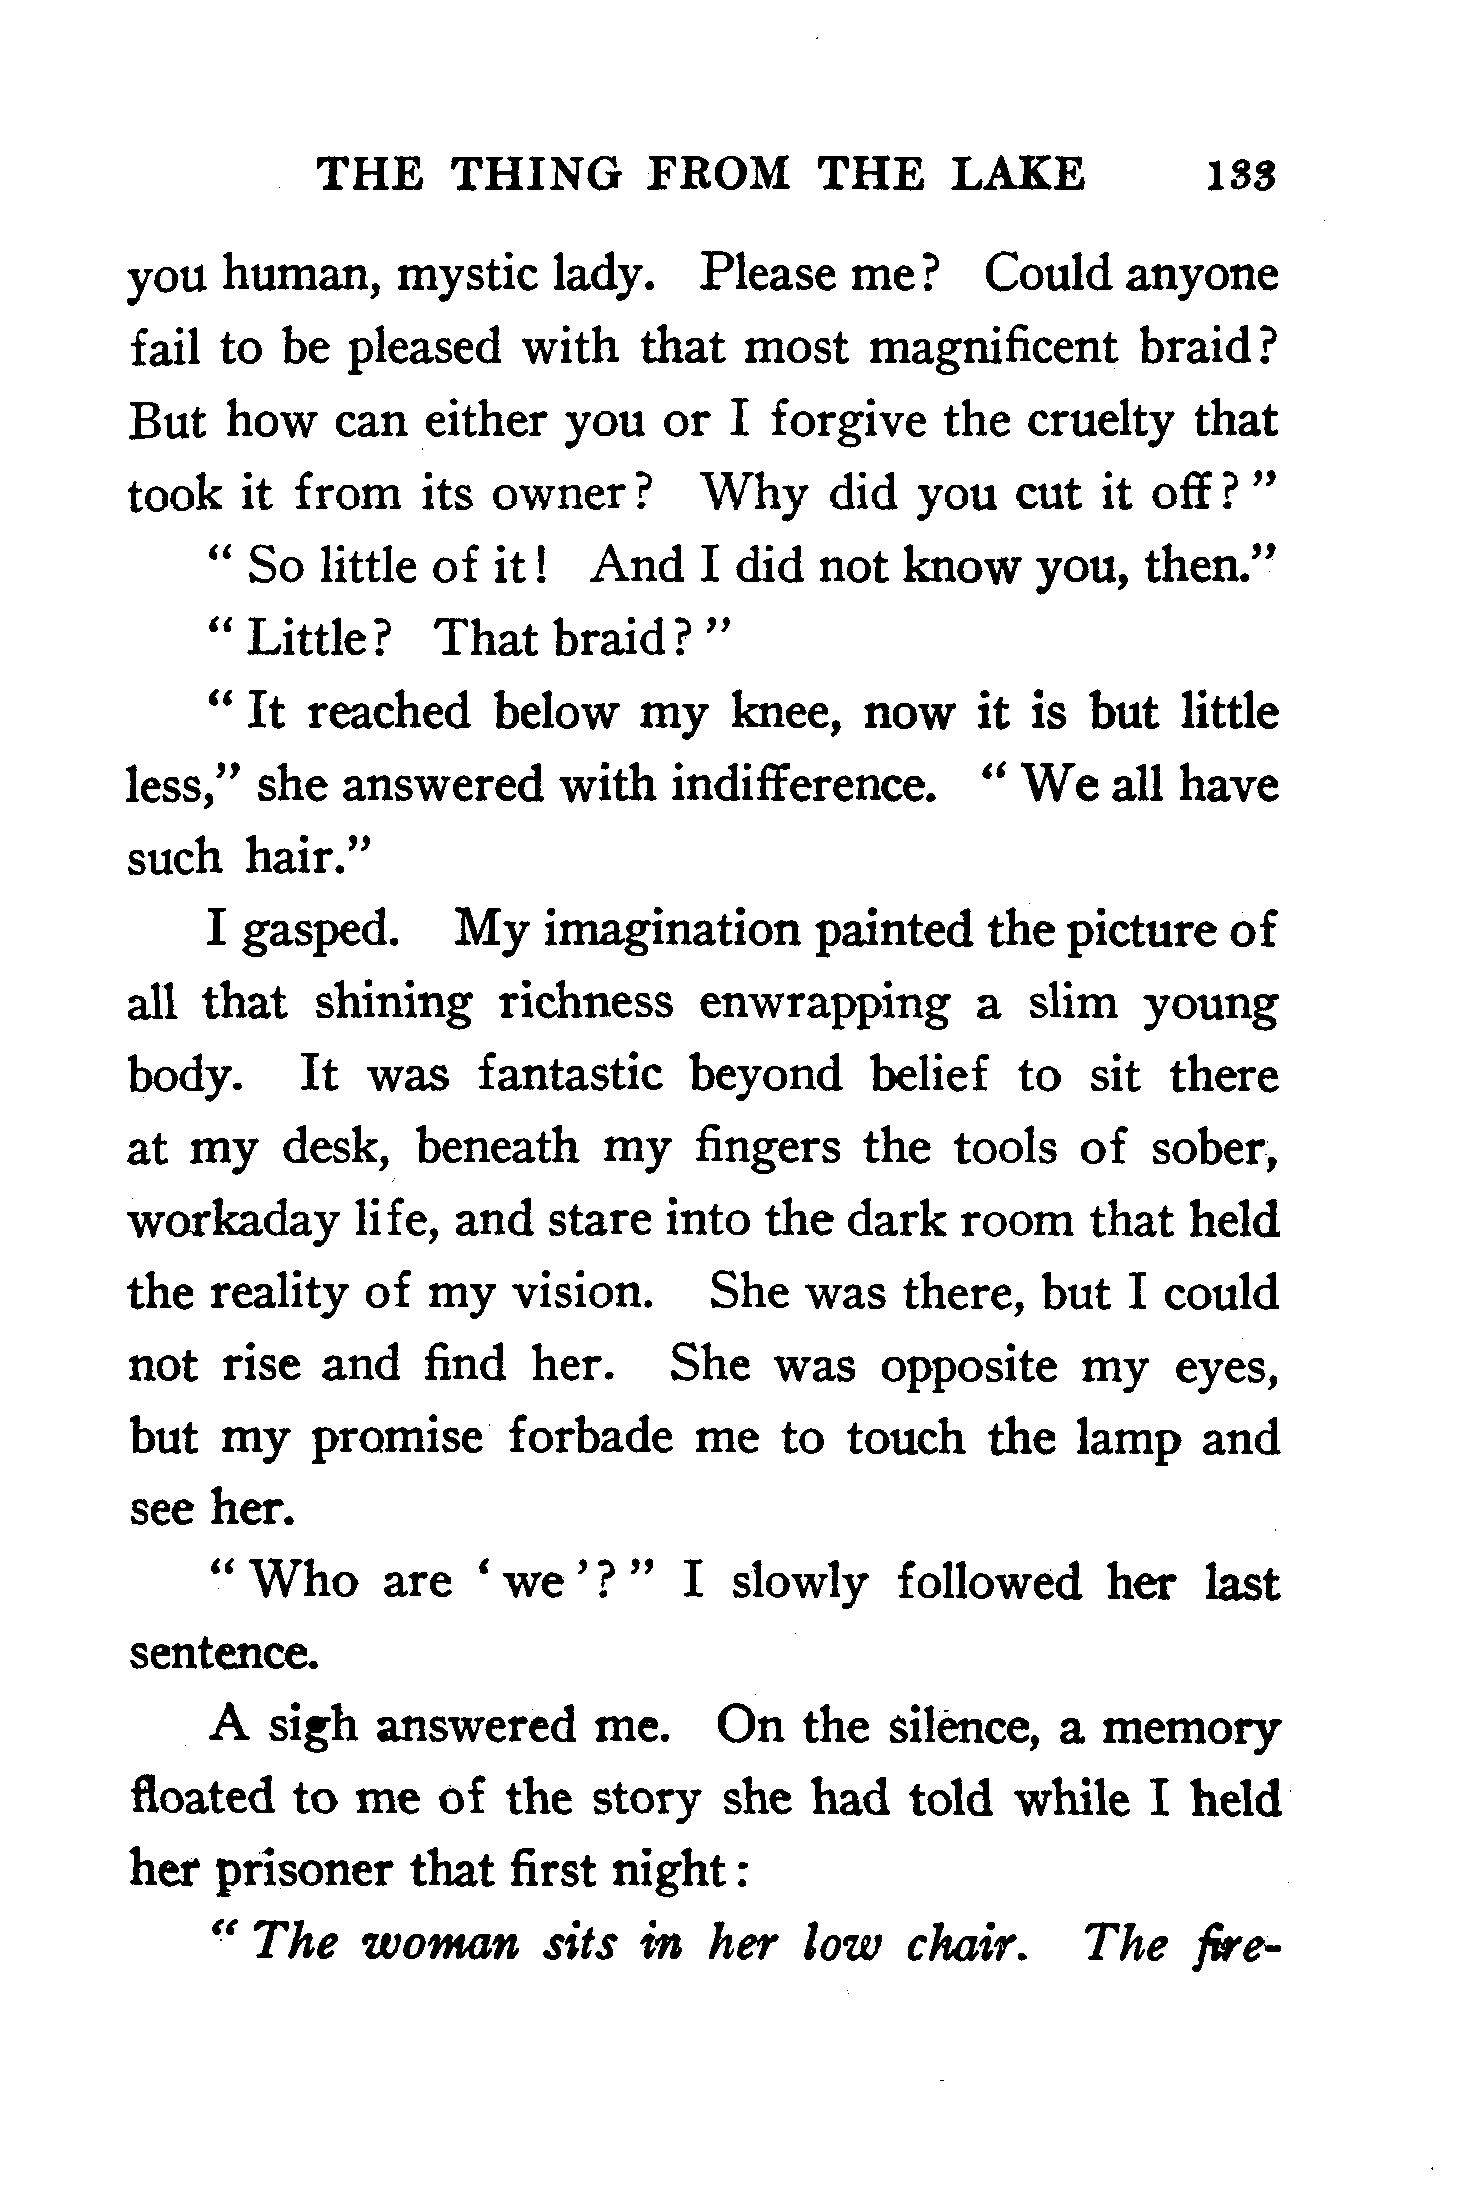 THE THING FROM THE LAKE 133
you human, mystic lady. Please me? Could anyone
fail to be pleased with that most magnificent braid?
But how can either you or I forgive the cruelty that
took it from its owner? Why did you cut it off?"
"So little of it! And I did not know you, then."
"Little? That braid?"
"It reached below my knee, now it is but little
less," she answered with indifference. "We all have
such hair."
I gasped. My imagination painted the picture of
all that shining richness enwrapping a slim young
body. It was fantastic beyond belief to sit there
at my desk, beneath my fingers the tools of sober,
workaday life, and stare into the dark room that held
the reality of my vision. She was there, but I could
not rise and find her. She was opposite my eyes,
but my promise forbade me to touch the lamp and
see her.
"Who are 'we'?" I slowly followed her last
sentence.
A sigh answered me. On the silence, a memory
floated to me of the story she had told while I held
her prisoner that first night:
"The woman sits in her low chair. The fire-